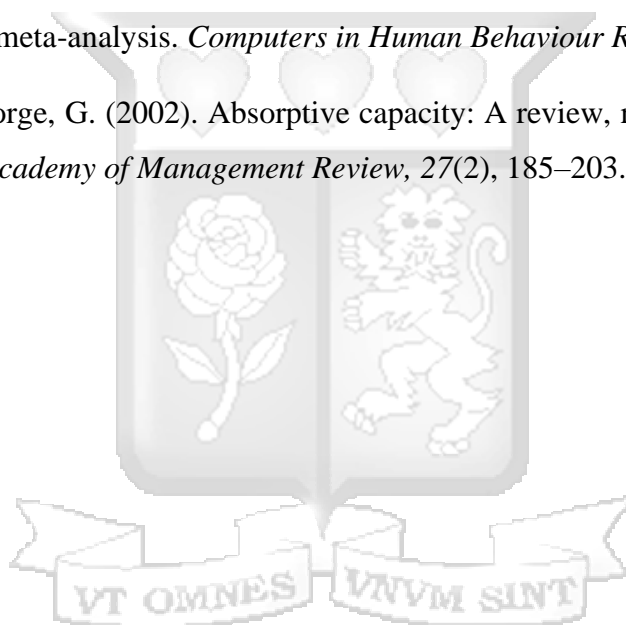 meta-analysis. Computers in Human Behaviour R
orge, G. (2002). Absorptive capacity: A review, r
cademy of Management Review, 27(2), 185–203.
VT OMNES VNVM SINT